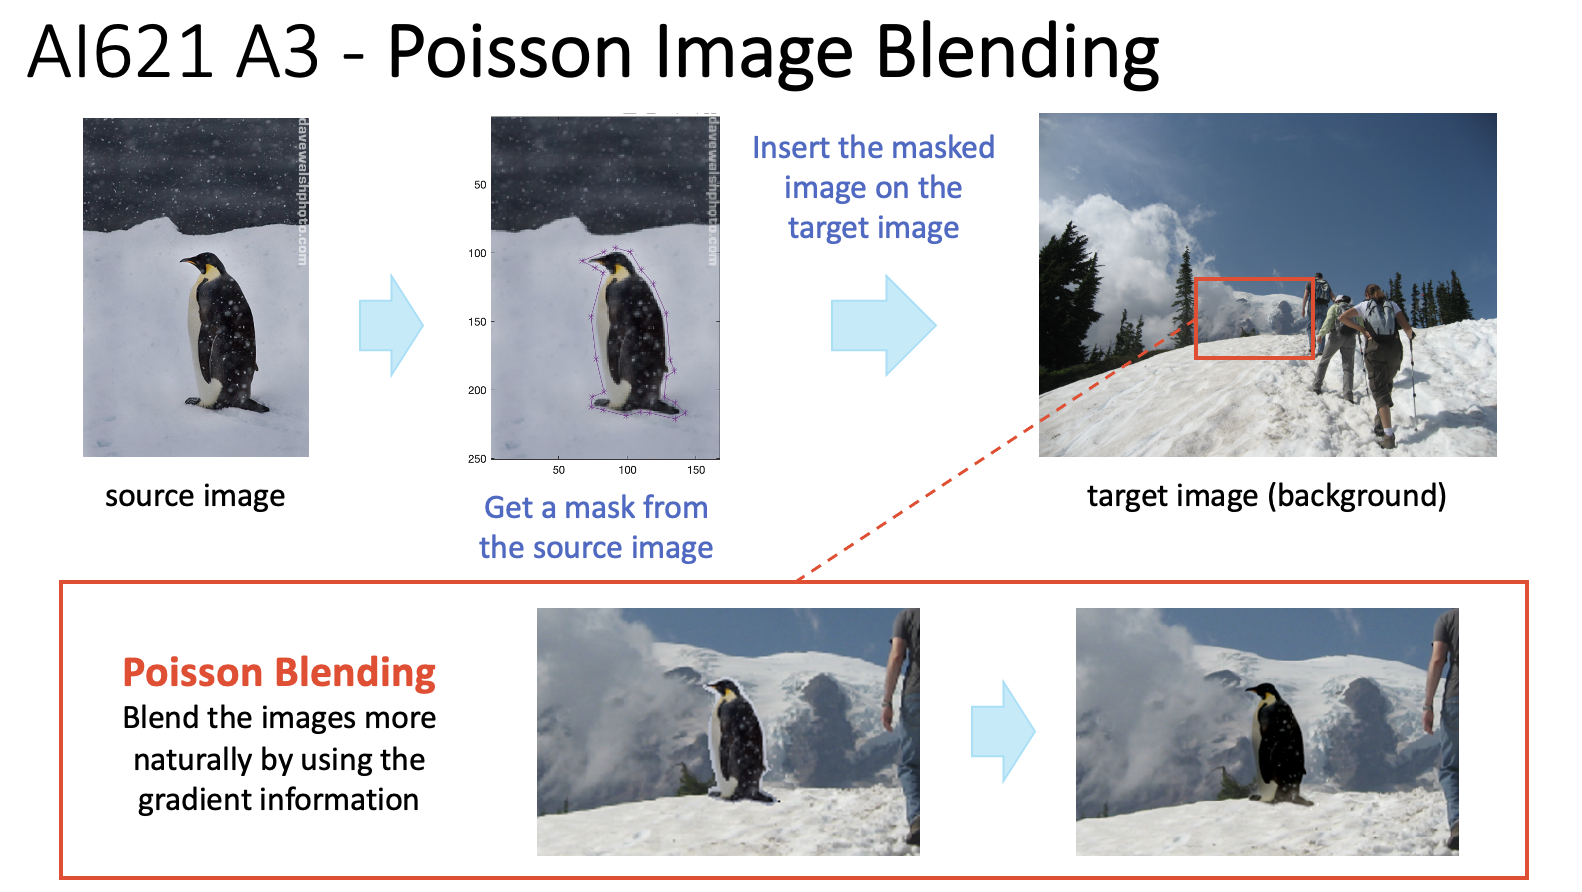 AI621 A3 - Poisson Image Blending
davewalshphoto.com
50
100
150
200
250
50
100
150
davewalshphoto.com
Insert the masked
image on the
target image
source image
Get a mask from
the source image
target image (background)
Poisson Blending
Blend the images more
naturally by using the
gradient information